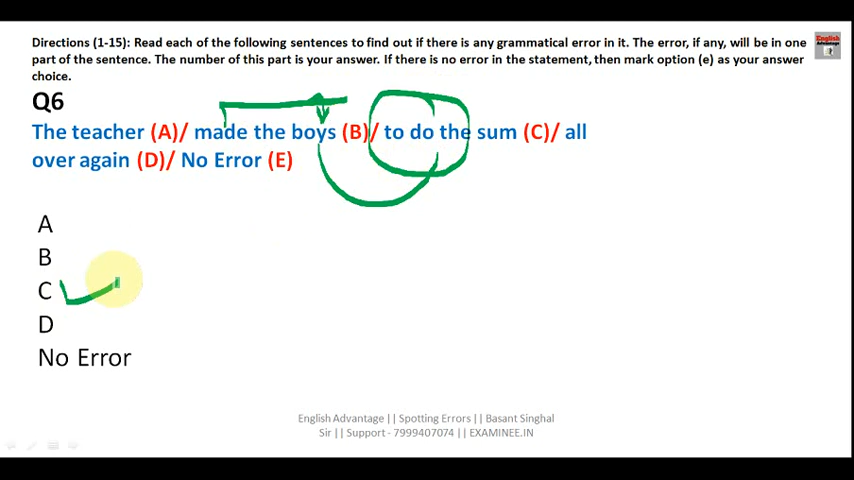 Directions (1-15): Read each of the following sentences to find out if there is any grammatical error in it. The error, if any, will be in one
part of the sentence. The number of this part is your answer. If there is no error in the statement, then mark option (e) as your answer
choice.
English
Advantage
Q6
The teacher (A)/ made the boys (B)/ to do the sum (C)/ all
over again (D)/ No Error (E)
A
B
C
D
No Error
English Advantage || Spotting Errors || Basant Singhal
Sir || Support - 7999407074 || EXAMINEE.IN